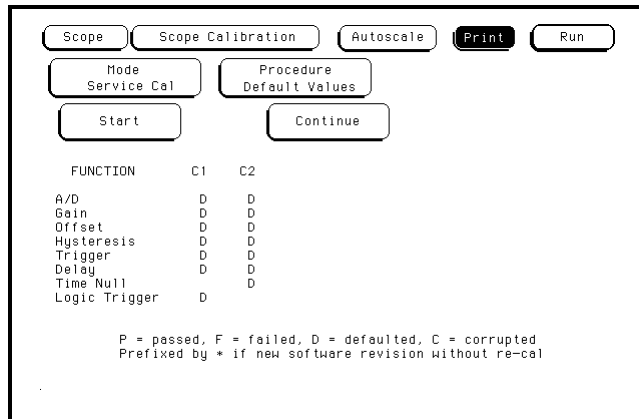 Scope Scope Calibration Autoscale Print Run
Mode Procedure
Service Cal Default Values
Start Continue
FUNCTION C1 C2
A/D D D
Gain D D
Offset D D
Hysteresis D D
Trigger D D
Delay D D
Time Null D
Logic Trigger D
P = passed, F = failed, D = defaulted, C = corrupted
Prefixed by * if new software revision without re-cal